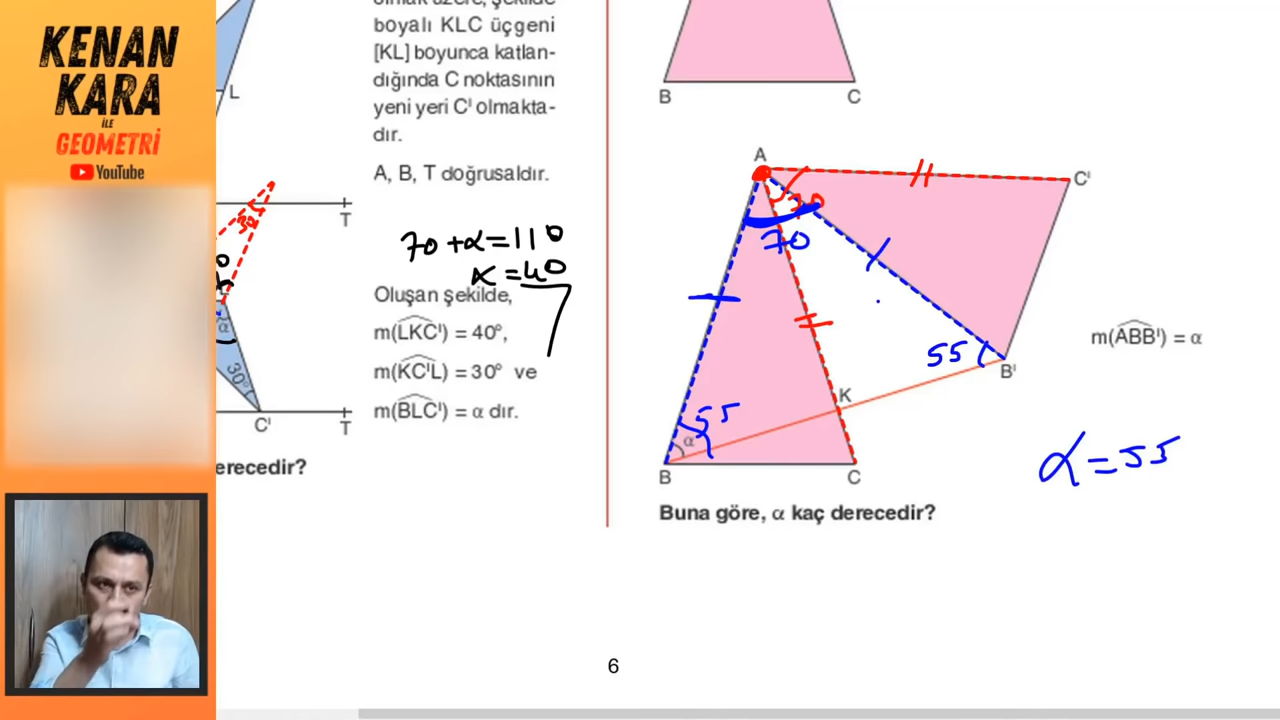 KENAN
KARA
İLE
GEOMETRİ
YouTube
L
T
30
α
30°
C'
T
erecedir?
olmak üzere, şekilde
boyalı KLC üçgeni
[KL] boyunca katlan-
dığında C noktasının
yeni yeri C' olmakta-
dır.
A, B, T doğrusaldır.
70 + α = 110
α = 40
Oluşan şekilde,
m(LKC') = 40°,
m(KC'L) = 30° ve
m(BLC') = α dır.
B C
A
C'
70
70
55
B'
K
55
α
B C
m(ABB') = α
α = 55
Buna göre, α kaç derecedir?
6